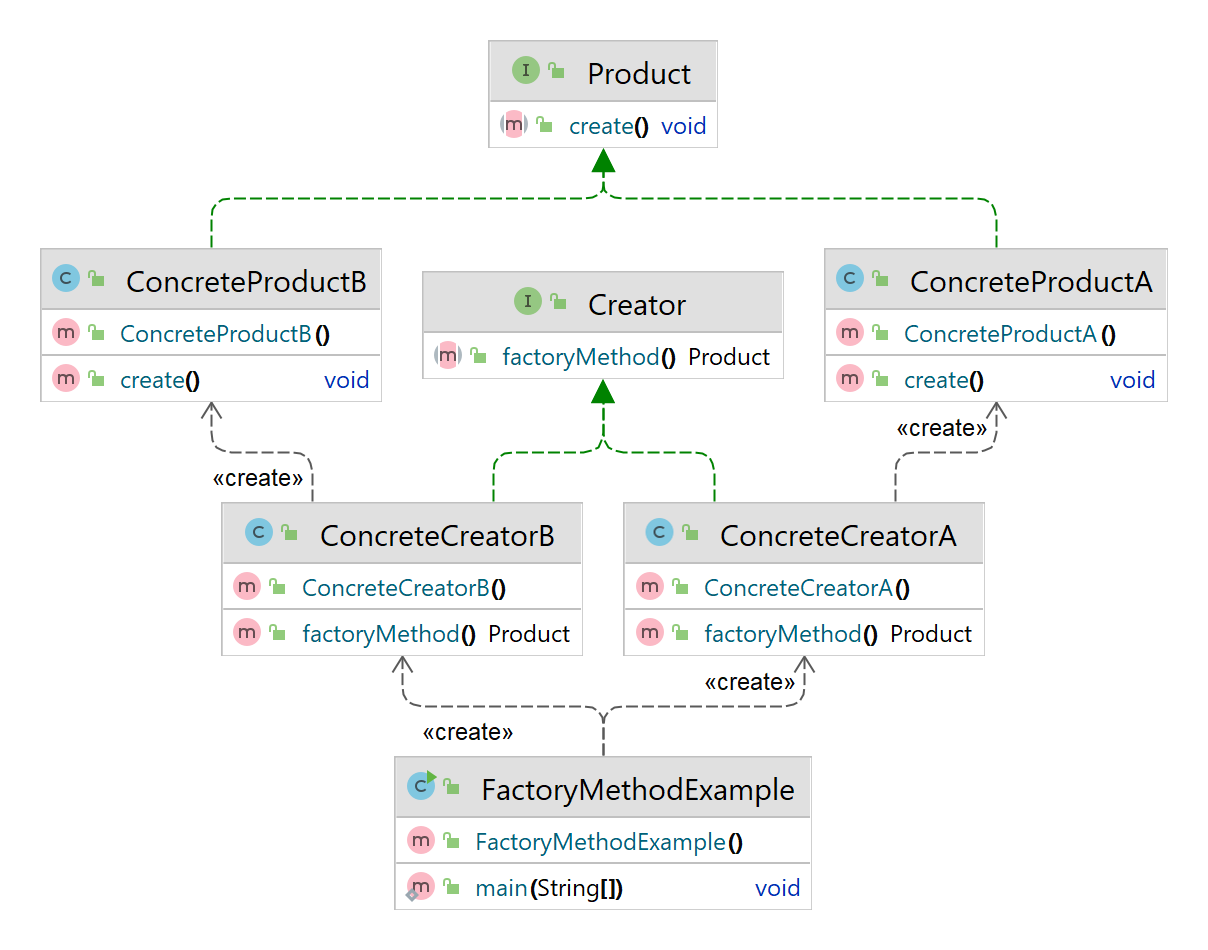 I Product
m create() void
C ConcreteProductB
m ConcreteProductB()
m create() void
I Creator
m factoryMethod() Product
C ConcreteProductA
m ConcreteProductA()
m create() void
«create»
«create»
C ConcreteCreatorB
m ConcreteCreatorB()
m factoryMethod() Product
C ConcreteCreatorA
m ConcreteCreatorA()
m factoryMethod() Product
«create»
«create»
C FactoryMethodExample
m FactoryMethodExample()
m main(String[]) void